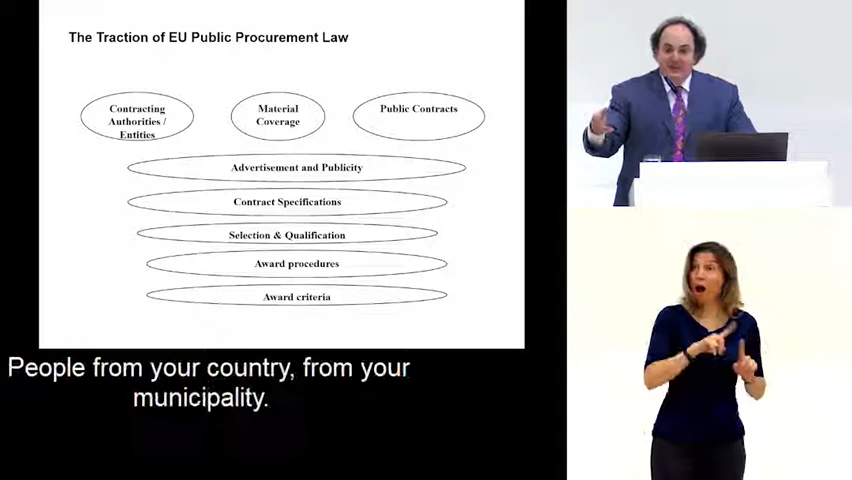 The Traction of EU Public Procurement Law
Contracting
Authorities /
Entities
Material
Coverage
Public Contracts
Advertisement and Publicity
Contract Specifications
Selection & Qualification
Award procedures
Award criteria
People from your country, from your
municipality.